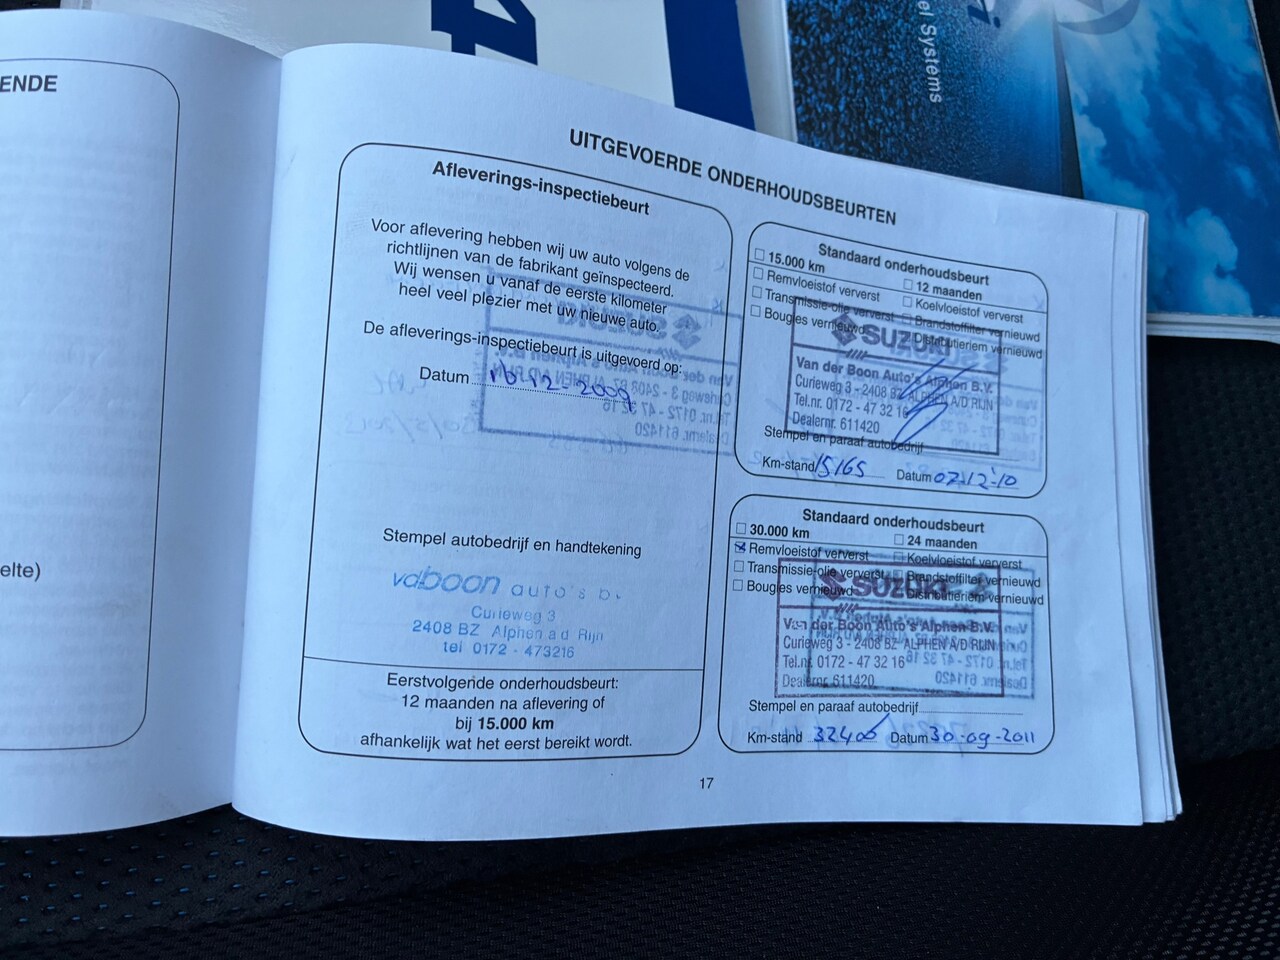 ENDE
elte)
4
el Systems
UITGEVOERDE ONDERHOUDSBEURTEN
Afleverings-inspectiebeurt
Voor aflevering hebben wij uw auto volgens de
richtlijnen van de fabrikant geïnspecteerd.
Wij wensen u vanaf de eerste kilometer
heel veel plezier met uw nieuwe auto.
De afleverings-inspectiebeurt is uitgevoerd op:
Datum 16-12-2009
Stempel autobedrijf en handtekening
vd boon auto's b.
Curieweg 3
2408 BZ Alphen a d Rijn
tel 0172 - 473216
Eerstvolgende onderhoudsbeurt:
12 maanden na aflevering of
bij 15.000 km
afhankelijk wat het eerst bereikt wordt.
Standaard onderhoudsbeurt
15.000 km 12 maanden
Remvloeistof ververst Koelvloeistof ververst
Transmissie-olie ververst Brandstoffilter vernieuwd
Bougies vernieuwd Distributieriem vernieuwd
SUZUKI
Van der Boon Auto's Alphen B.V.
Curieweg 3 - 2408 BZ ALPHEN A/D RIJN
Tel.nr. 0172 - 47 32 16
Dealernr. 611420
Stempel en paraaf autobedrijf
Km-stand 15165 Datum 07-12-'10
Standaard onderhoudsbeurt
30.000 km 24 maanden
Remvloeistof ververst Koelvloeistof ververst
Transmissie-olie ververst Brandstoffilter vernieuwd
Bougies vernieuwd Distributieriem vernieuwd
SUZUKI
Van der Boon Auto's Alphen B.V.
Curieweg 3 - 2408 BZ ALPHEN A/D RIJN
Tel.nr. 0172 - 47 32 16
Dealernr. 611420
Stempel en paraaf autobedrijf
Km-stand 32400 Datum 30-09-2011
17